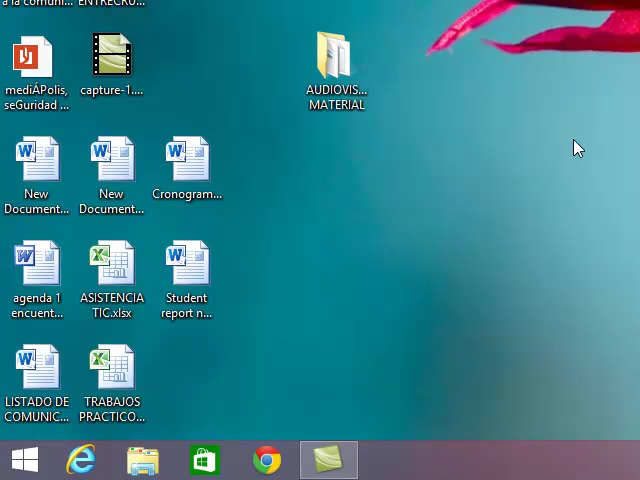 a la comuni...
ENTRECRU...
mediÁPolis,
seGuridad ...
capture-1....
AUDIOVIS...
MATERIAL
New
Document...
New
Document...
Cronogram...
agenda 1
encuent...
ASISTENCIA
TIC.xlsx
Student
report n...
LISTADO DE
COMUNIC...
TRABAJOS
PRACTICO...